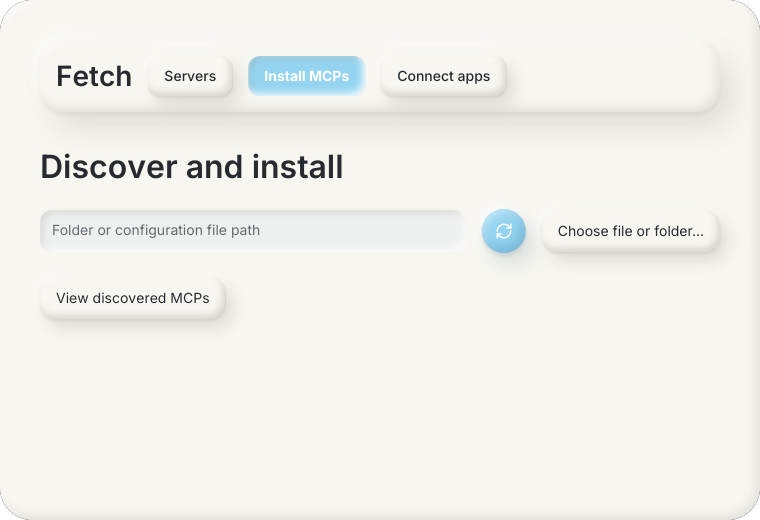 Fetch Servers Install MCPs Connect apps
Discover and install
Folder or configuration file path Choose file or folder...
View discovered MCPs